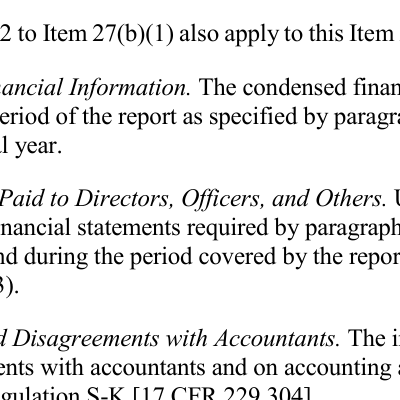 2 to Item 27(b)(1) also apply to this Item
ancial Information. The condensed finan
eriod of the report as specified by paragra
l year.
Paid to Directors, Officers, and Others. U
nancial statements required by paragraph
nd during the period covered by the repor
3).
d Disagreements with Accountants. The i
ents with accountants and on accounting a
gulation S-K [17 CFR 229.304]